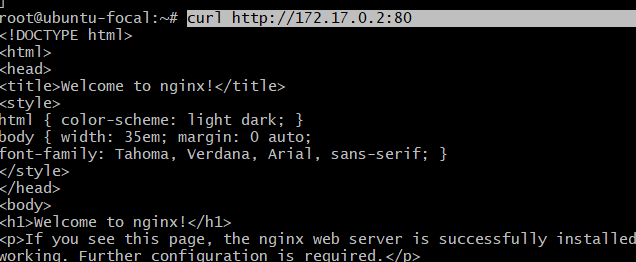 ]
root@ubuntu-focal:~# curl http://172.17.0.2:80
<!DOCTYPE html>
<html>
<head>
<title>Welcome to nginx!</title>
<style>
html { color-scheme: light dark; }
body { width: 35em; margin: 0 auto;
font-family: Tahoma, Verdana, Arial, sans-serif; }
</style>
</head>
<body>
<h1>Welcome to nginx!</h1>
<p>If you see this page, the nginx web server is successfully installed
working. Further configuration is required.</p>